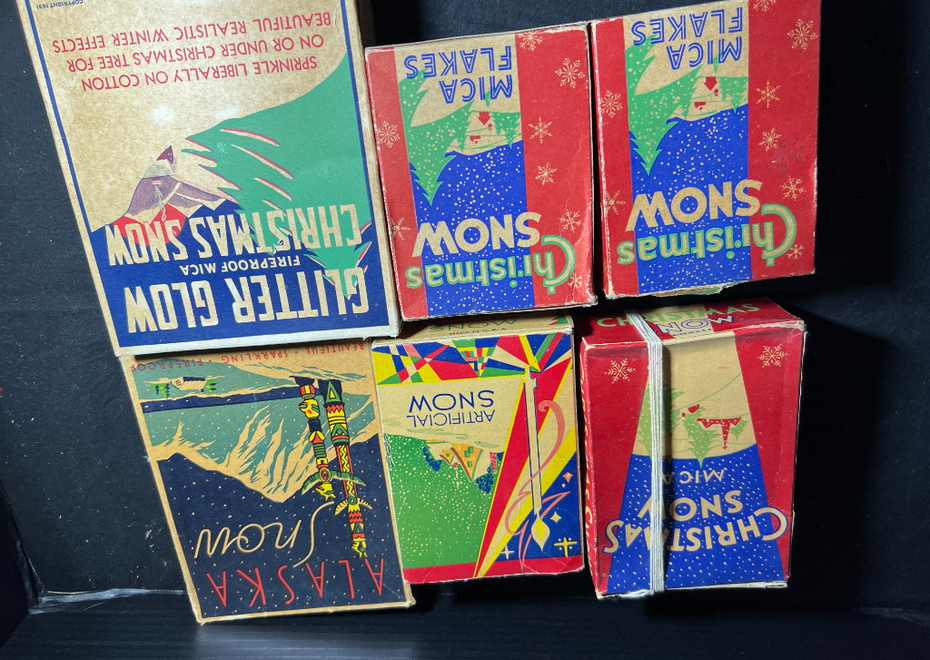 GLITTER GLOW
FIREPROOF MICA
CHRISTMAS SNOW
SPRINKLE LIBERALLY ON COTTON
ON OR UNDER CHRISTMAS TREE FOR
BEAUTIFUL REALISTIC WINTER EFFECTS
COPYRIGHT 1931
Christmas
SNOW
MICA
FLAKES
Christmas
SNOW
MICA
FLAKES
ALASKA
Snow
BEAUTIFUL · SPARKLING · FIREPROOF
ARTIFICIAL
SNOW
CHRISTMAS
SNOW
MICA
CHRISTMAS
SNOW